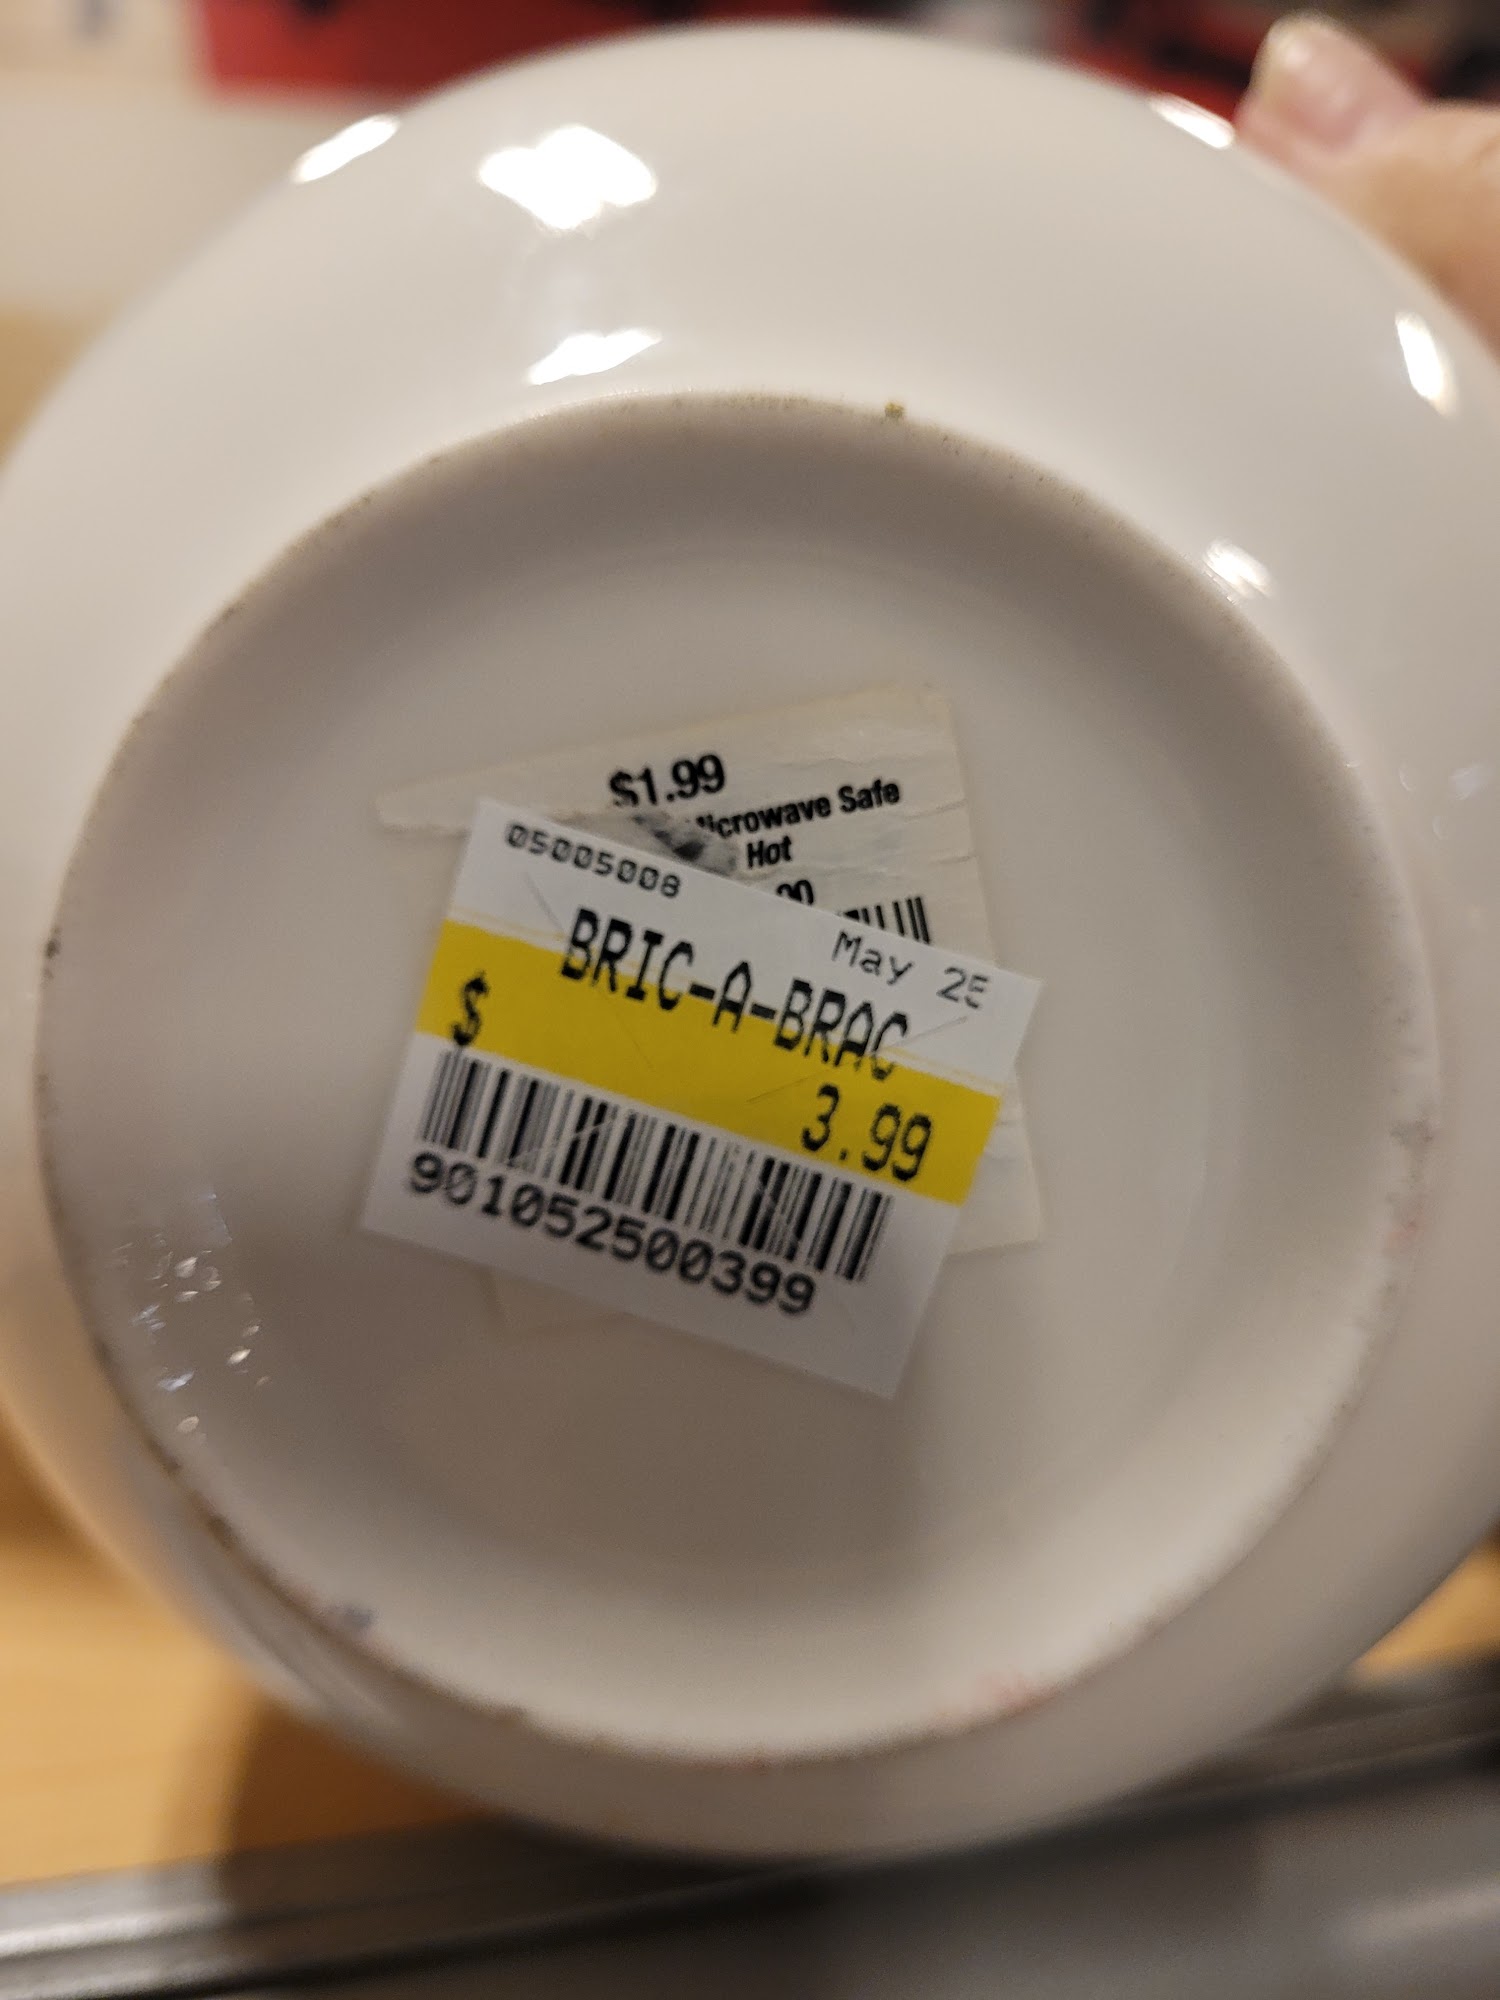 $1.99
Microwave Safe
Hot
05005008
May 25
BRIC-A-BRAC
$ 3.99
901052500399